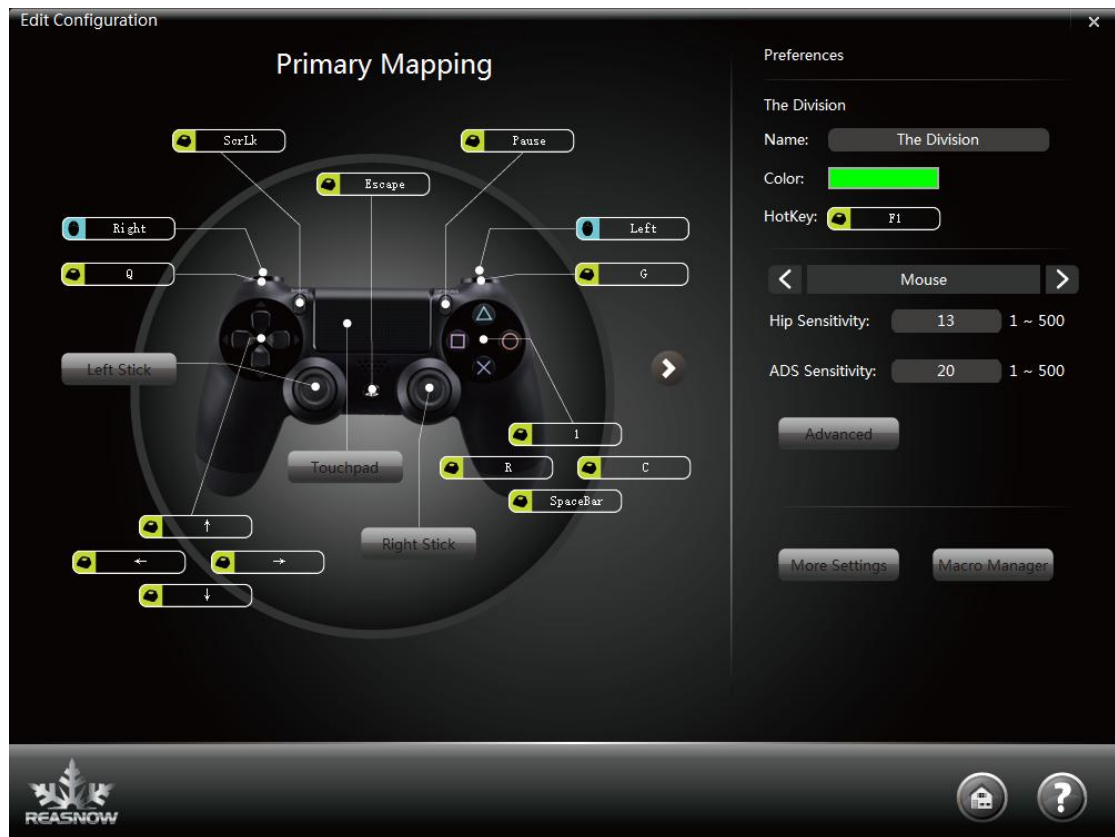 Edit Configuration
Primary Mapping
ScrLk
Pause
Escape
Right
Left
Q
G
Left Stick
Touchpad
1
R
C
SpaceBar
Right Stick
↑
← →
↓
Preferences
The Division
Name: The Division
Color:
HotKey: F1
Mouse
Hip Sensitivity: 13 1 ~ 500
ADS Sensitivity: 20 1 ~ 500
Advanced
More Settings Macro Manager
REASNOW
?